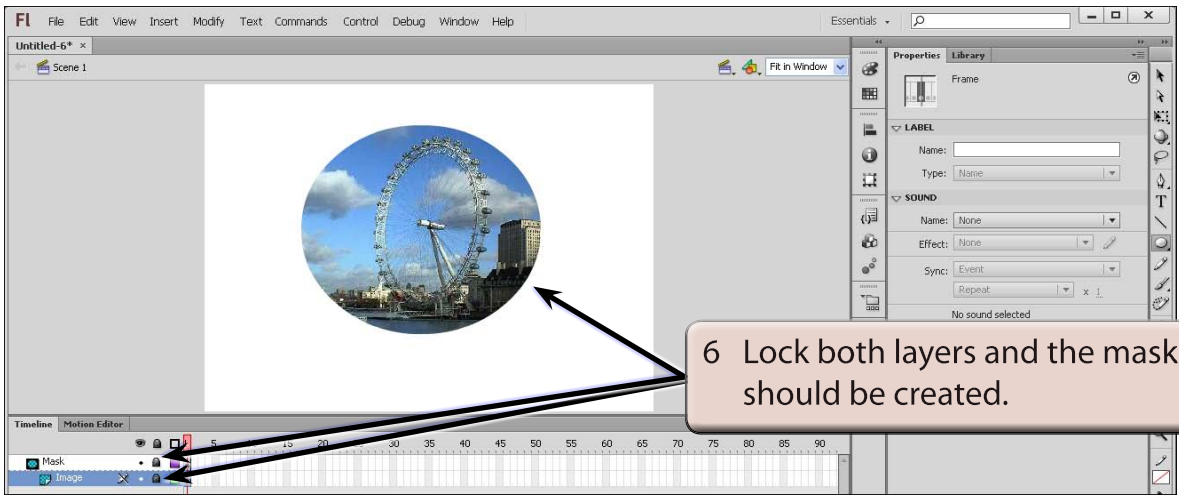 Fl File Edit View Insert Modify Text Commands Control Debug Window Help Essentials
Untitled-6* ×
Scene 1 Fit in Window
Properties Library
Frame
LABEL
Name:
Type: Name
SOUND
Name: None
Effect: None
Sync: Event
Repeat x 1
No sound selected
6 Lock both layers and the mask
should be created.
Timeline Motion Editor
5 10 15 20 25 30 35 40 45 50 55 60 65 70 75 80 85 90
Mask
Image